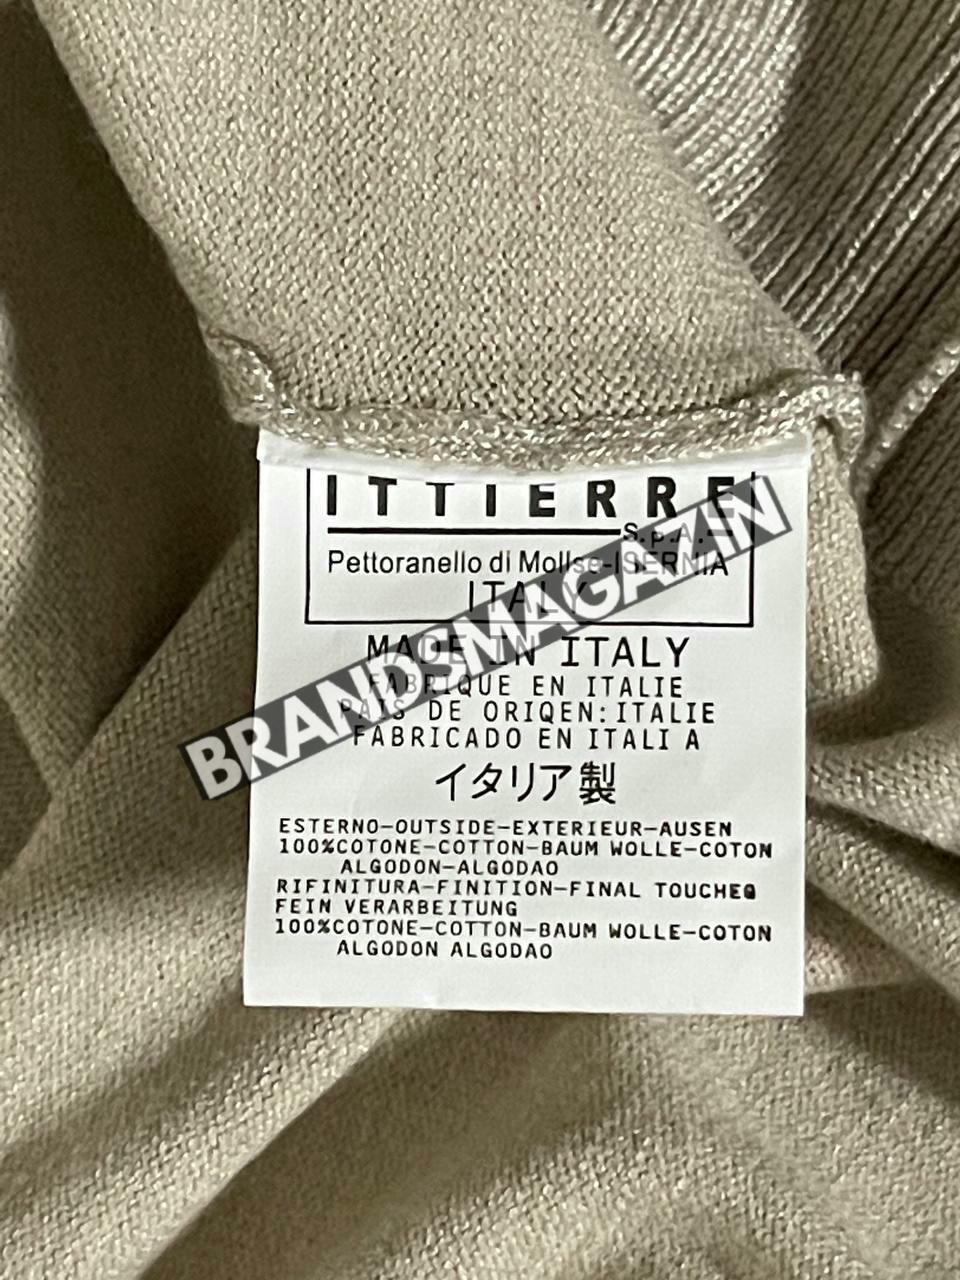 ITTIERRE
S.p.A.
Pettoranello di Molise-ISERNIA
ITALY
MADE IN ITALY
FABRIQUE EN ITALIE
PAIS DE ORIQEN:ITALIE
FABRICADO EN ITALI A
イタリア製
ESTERNO-OUTSIDE-EXTERIEUR-AUSEN
100%COTONE-COTTON-BAUM WOLLE-COTON
ALGODON-ALGODAO
RIFINITURA-FINITION-FINAL TOUCHEQ
FEIN VERARBEITUNG
100%COTONE-COTTON-BAUM WOLLE-COTON
ALGODON ALGODAO
BRANDSMAGAZIN